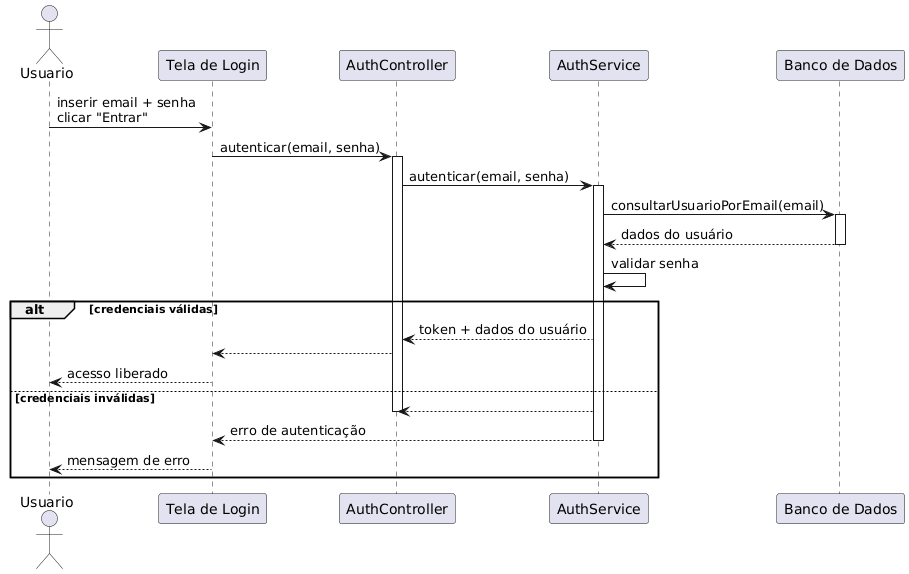 Usuario
Tela de Login
AuthController
AuthService
Banco de Dados
inserir email + senha
clicar "Entrar"
autenticar(email, senha)
autenticar(email, senha)
consultarUsuarioPorEmail(email)
dados do usuário
validar senha
alt
[credenciais válidas]
token + dados do usuário
acesso liberado
[credenciais inválidas]
erro de autenticação
mensagem de erro
Usuario
Tela de Login
AuthController
AuthService
Banco de Dados